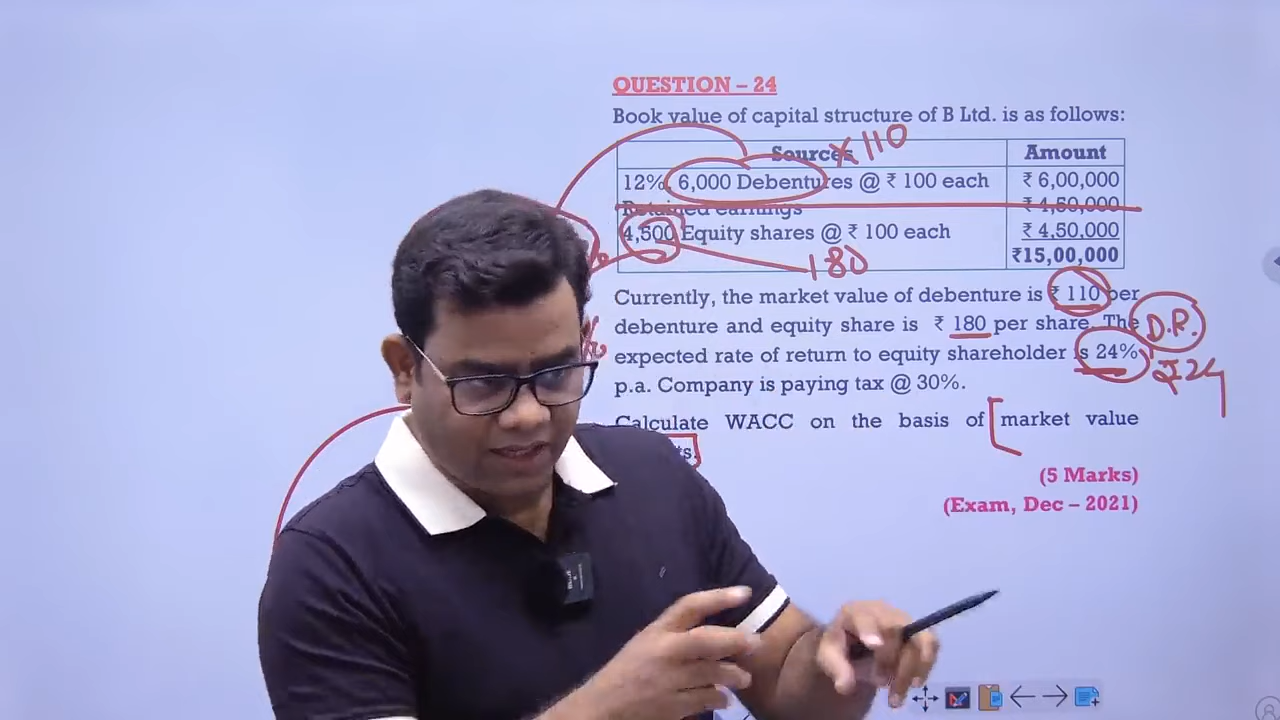 QUESTION – 24
Book value of capital structure of B Ltd. is as follows:
Sources Amount
×110
12%, 6,000 Debentures @ ₹ 100 each ₹ 6,00,000
Retained earnings ₹ 4,50,000
4,500 Equity shares @ ₹ 100 each ₹ 4,50,000
₹15,00,000
180
Currently, the market value of debenture is ₹ 110 per
debenture and equity share is ₹ 180 per share. The
D.P.
expected rate of return to equity shareholder is 24%
₹24
p.a. Company is paying tax @ 30%.
Calculate WACC on the basis of market value
(5 Marks)
(Exam, Dec – 2021)